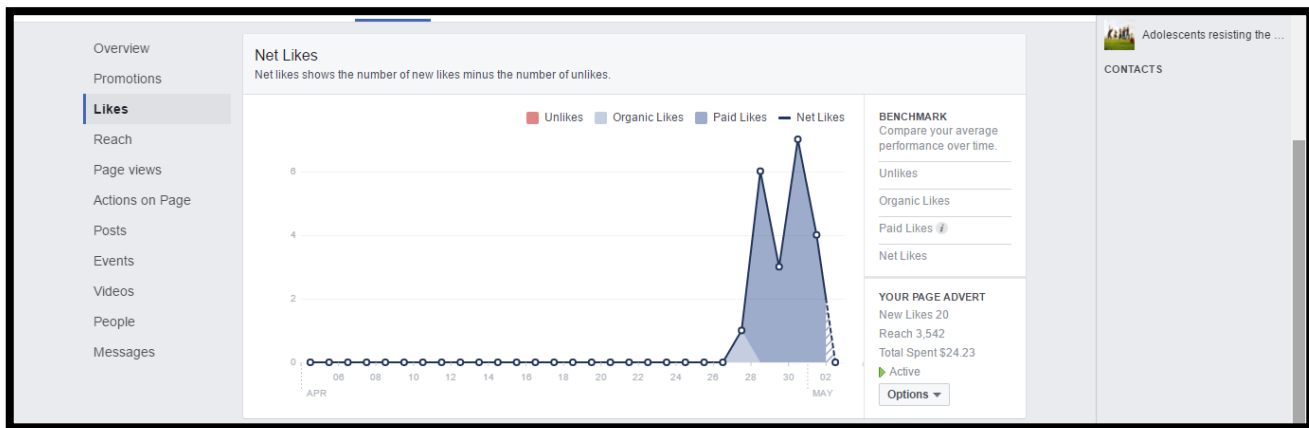 Overview
Promotions
Likes
Reach
Page views
Actions on Page
Posts
Events
Videos
People
Messages
Net Likes
Net likes shows the number of new likes minus the number of unlikes.
Unlikes Organic Likes Paid Likes Net Likes
6
4
2
0
06 08 10 12 14 16 18 20 22 24 26 28 30 02
APR MAY
BENCHMARK
Compare your average
performance over time.
Unlikes
Organic Likes
Paid Likes i
Net Likes
YOUR PAGE ADVERT
New Likes 20
Reach 3,542
Total Spent $24.23
Active
Options
Adolescents resisting the ...
CONTACTS